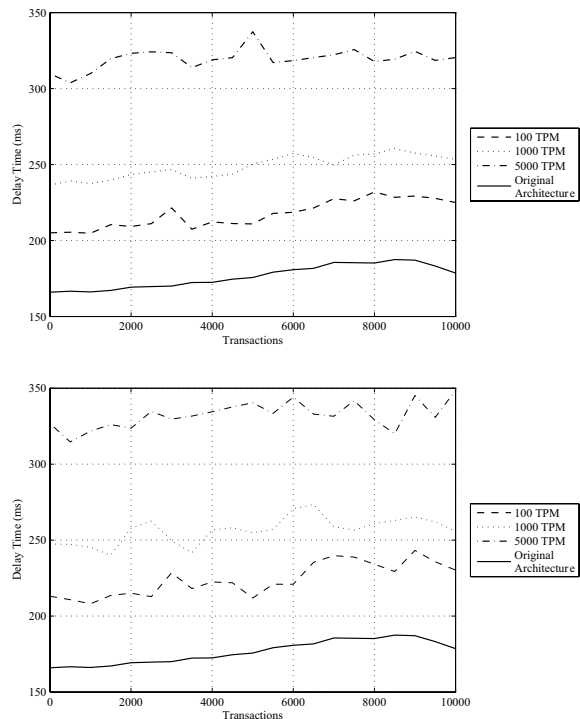 350
300
250
200
150
Delay Time (ms)
0
2000
4000
6000
8000
10000
Transactions
100 TPM
1000 TPM
5000 TPM
Original
Architecture
350
300
250
200
150
Delay Time (ms)
0
2000
4000
6000
8000
10000
Transactions
100 TPM
1000 TPM
5000 TPM
Original
Architecture